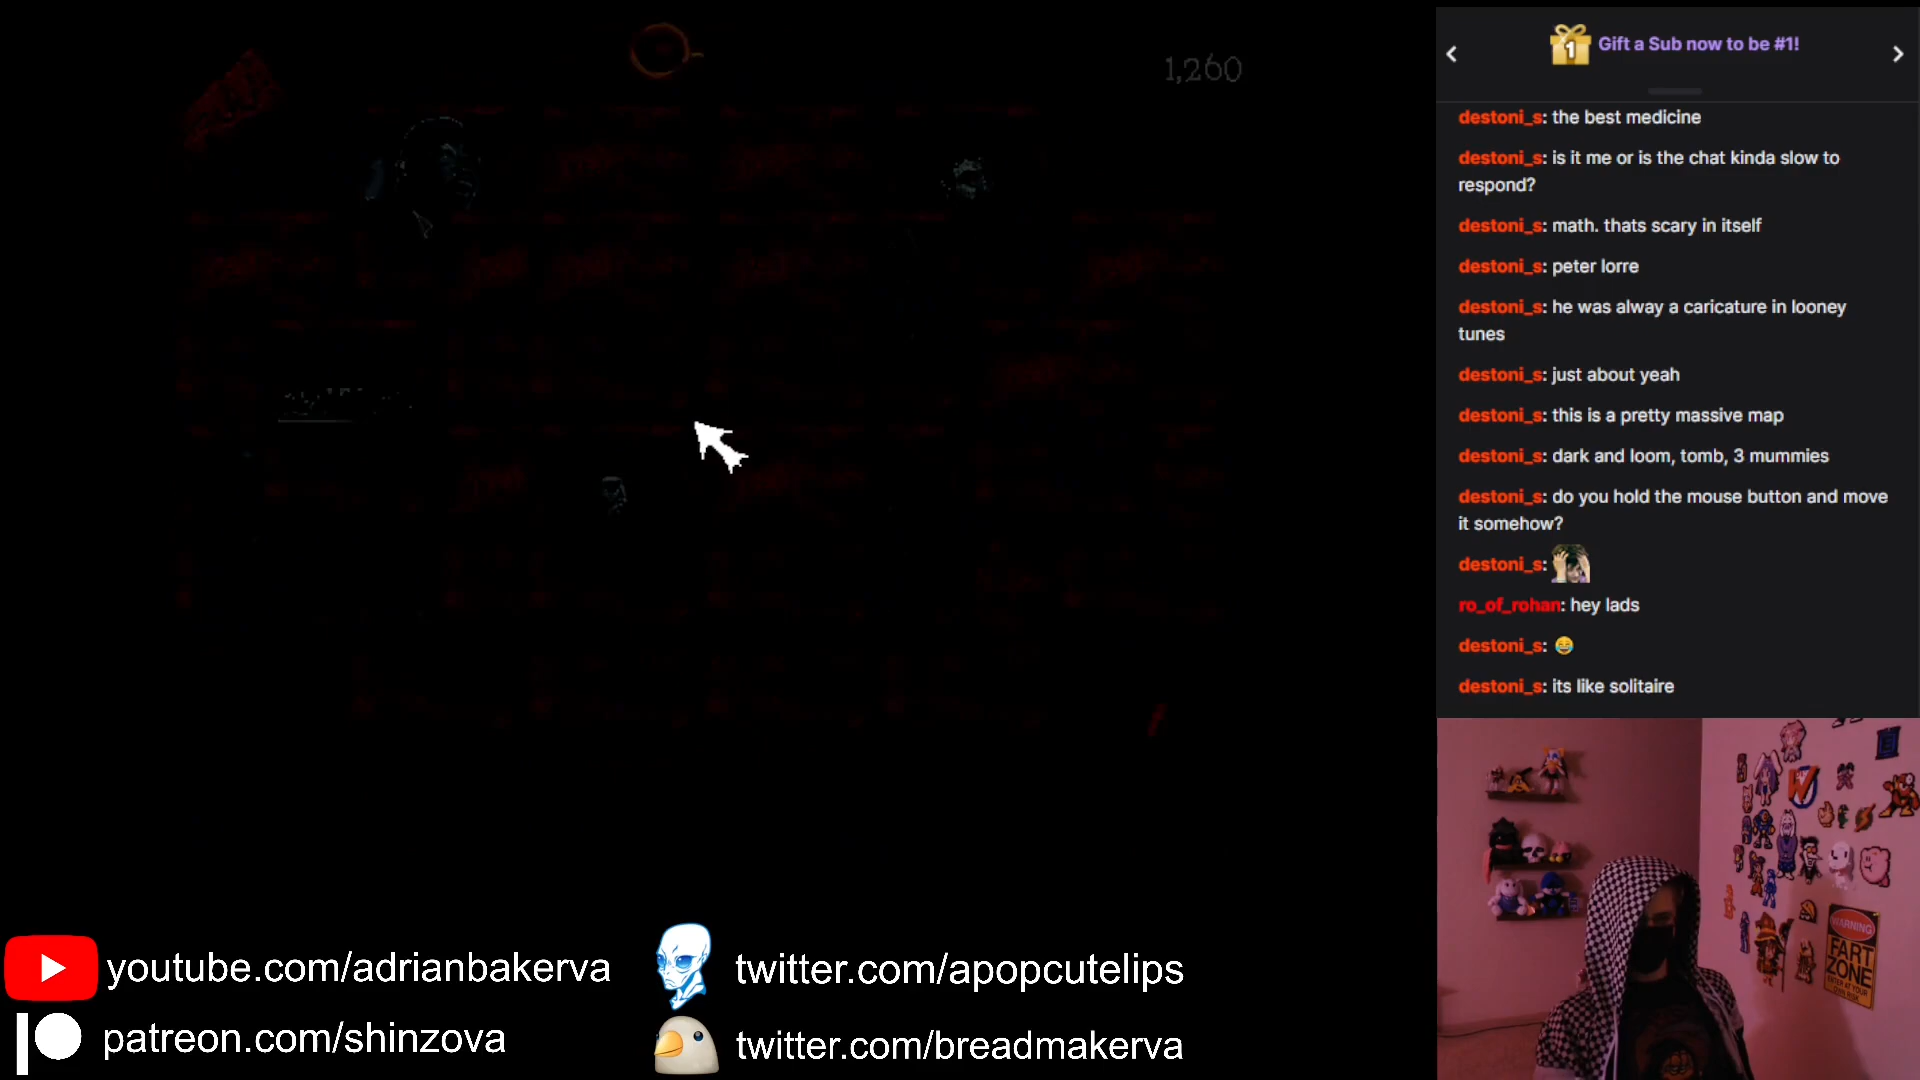 1,260
Gift a Sub now to be #1!
1
destoni_s: the best medicine
destoni_s: is it me or is the chat kinda slow to
respond?
destoni_s: math. thats scary in itself
destoni_s: peter lorre
destoni_s: he was alway a caricature in looney
tunes
destoni_s: just about yeah
destoni_s: this is a pretty massive map
destoni_s: dark and loom, tomb, 3 mummies
destoni_s: do you hold the mouse button and move
it somehow?
destoni_s:
ro_of_rohan: hey lads
destoni_s: 😂
destoni_s: its like solitaire
WARNING
FART
ZONE
youtube.com/adrianbakerva
twitter.com/apopcutelips
patreon.com/shinzova
twitter.com/breadmakerva